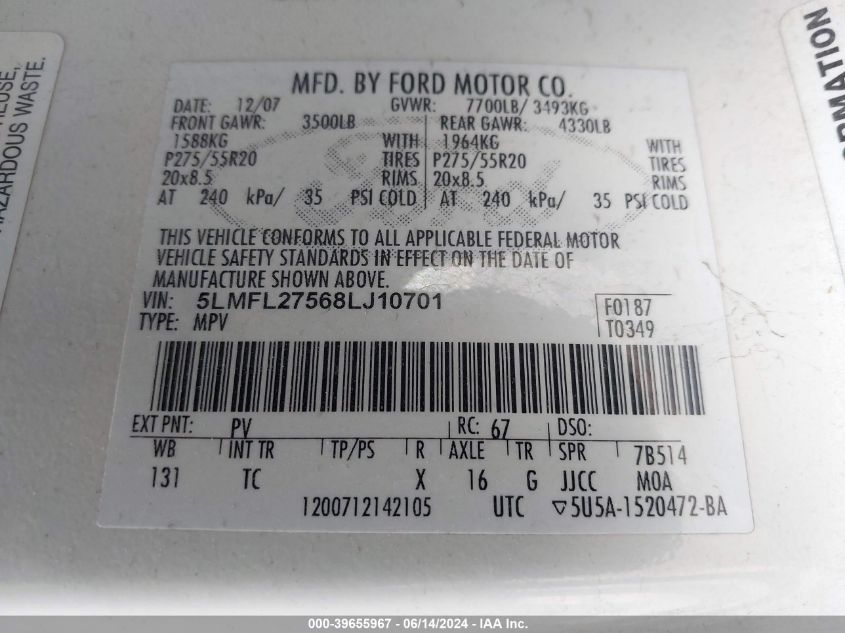 MFD. BY FORD MOTOR CO.
DATE: 12/07 GVWR: 7700LB/ 3493KG
FRONT GAWR: 3500LB REAR GAWR: 4330LB
1588KG WITH 1964KG WITH
P275/55R20 TIRES P275/55R20 TIRES
20x8.5 RIMS 20x8.5 RIMS
AT 240 kPa/ 35 PSI COLD AT 240 kPa/ 35 PSI COLD
THIS VEHICLE CONFORMS TO ALL APPLICABLE FEDERAL MOTOR
VEHICLE SAFETY STANDARDS IN EFFECT ON THE DATE OF
MANUFACTURE SHOWN ABOVE.
VIN: 5LMFL27568LJ10701 F0187
TYPE: MPV T0349
EXT PNT: PV RC: 67 DSO:
WB INT TR TP/PS R AXLE TR SPR 7B514
131 TC X 16 G JJCC MOA
1200712142105 UTC ▽5U5A-1520472-BA
HAZARDOUS WASTE.
REUSE,
ORMATION
000-39655967 - 06/14/2024 - IAA Inc.